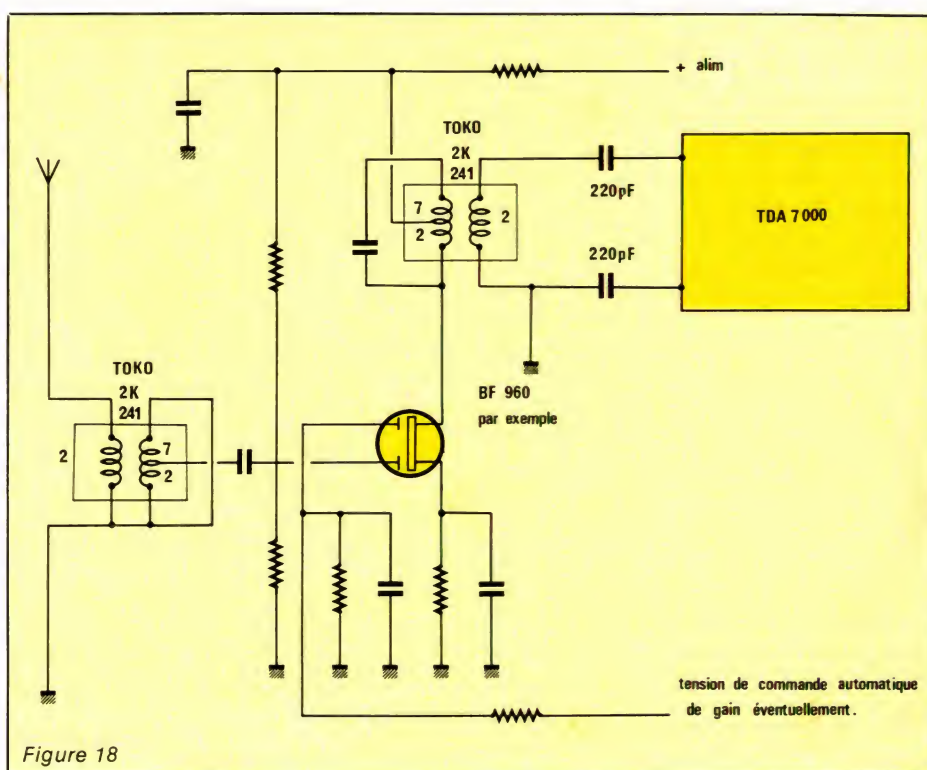 + alim
TOKO
2K
241
7
2
2
220pF
220pF
TDA 7000
TOKO
2K
241
2
7
2
BF 960
par exemple
tension de commande automatique
de gain éventuellement.
Figure 18